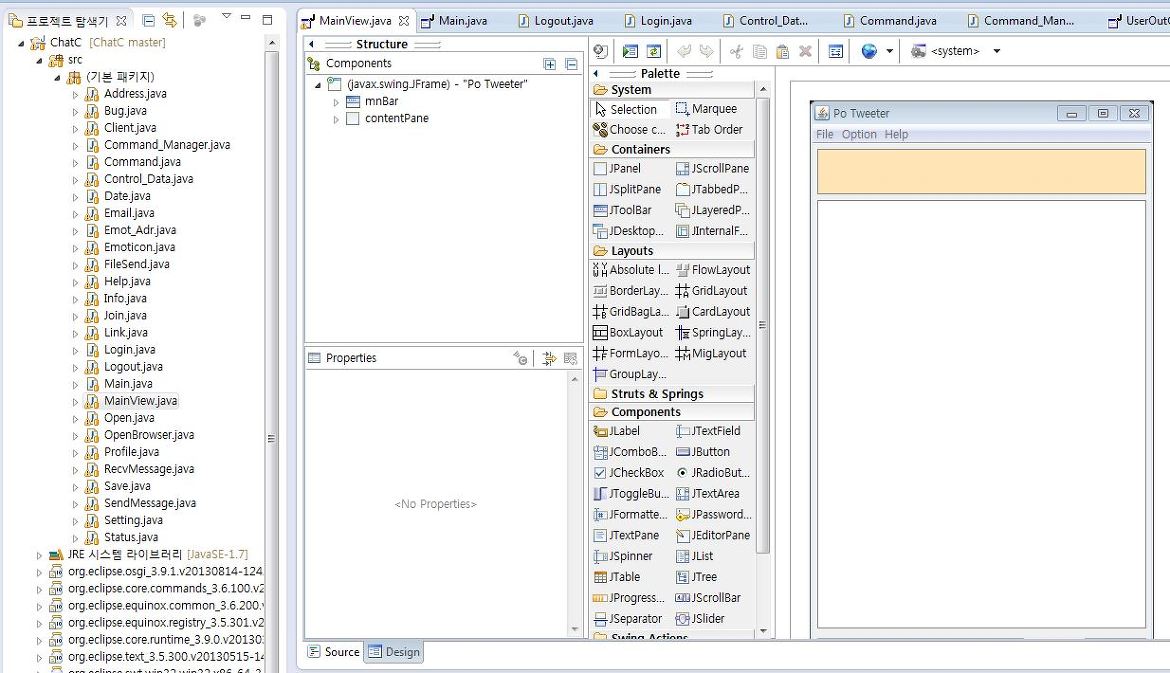 프로젝트 탐색기
ChatC [ChatC master]
src
(기본 패키지)
Address.java
Bug.java
Client.java
Command_Manager.java
Command.java
Control_Data.java
Date.java
Email.java
Emot_Adr.java
Emoticon.java
FileSend.java
Help.java
Info.java
Join.java
Link.java
Login.java
Logout.java
Main.java
MainView.java
Open.java
OpenBrowser.java
Profile.java
RecvMessage.java
Save.java
SendMessage.java
Setting.java
Status.java
JRE 시스템 라이브러리 [JavaSE-1.7]
org.eclipse.osgi_3.9.1.v20130814-124
org.eclipse.core.commands_3.6.100.v2
org.eclipse.equinox.common_3.6.200.v
org.eclipse.equinox.registry_3.5.301.v2
org.eclipse.core.runtime_3.9.0.v20130
org.eclipse.text_3.5.300.v20130515-14
MainView.java Main.java Logout.java Login.java Control_Dat... Command.java Command_Man... UserOut
Structure
Components
(javax.swing.JFrame) - "Po Tweeter"
mnBar
contentPane
Properties
<No Properties>
Source Design
<system>
Palette
System
Selection Marquee
Choose c... Tab Order
Containers
JPanel JScrollPane
JSplitPane JTabbedP...
JToolBar JLayeredP...
JDesktop... JInternalF...
Layouts
Absolute l... FlowLayout
BorderLay... GridLayout
GridBagLa... CardLayout
BoxLayout SpringLay...
FormLayo... MigLayout
GroupLay...
Struts & Springs
Components
JLabel JTextField
JComboB... JButton
JCheckBox JRadioBut...
JToggleBu... JTextArea
JFormatte... JPassword...
JTextPane JEditorPane
JSpinner JList
JTable JTree
JProgress... JScrollBar
JSeparator JSlider
Swing Actions
Po Tweeter
File Option Help